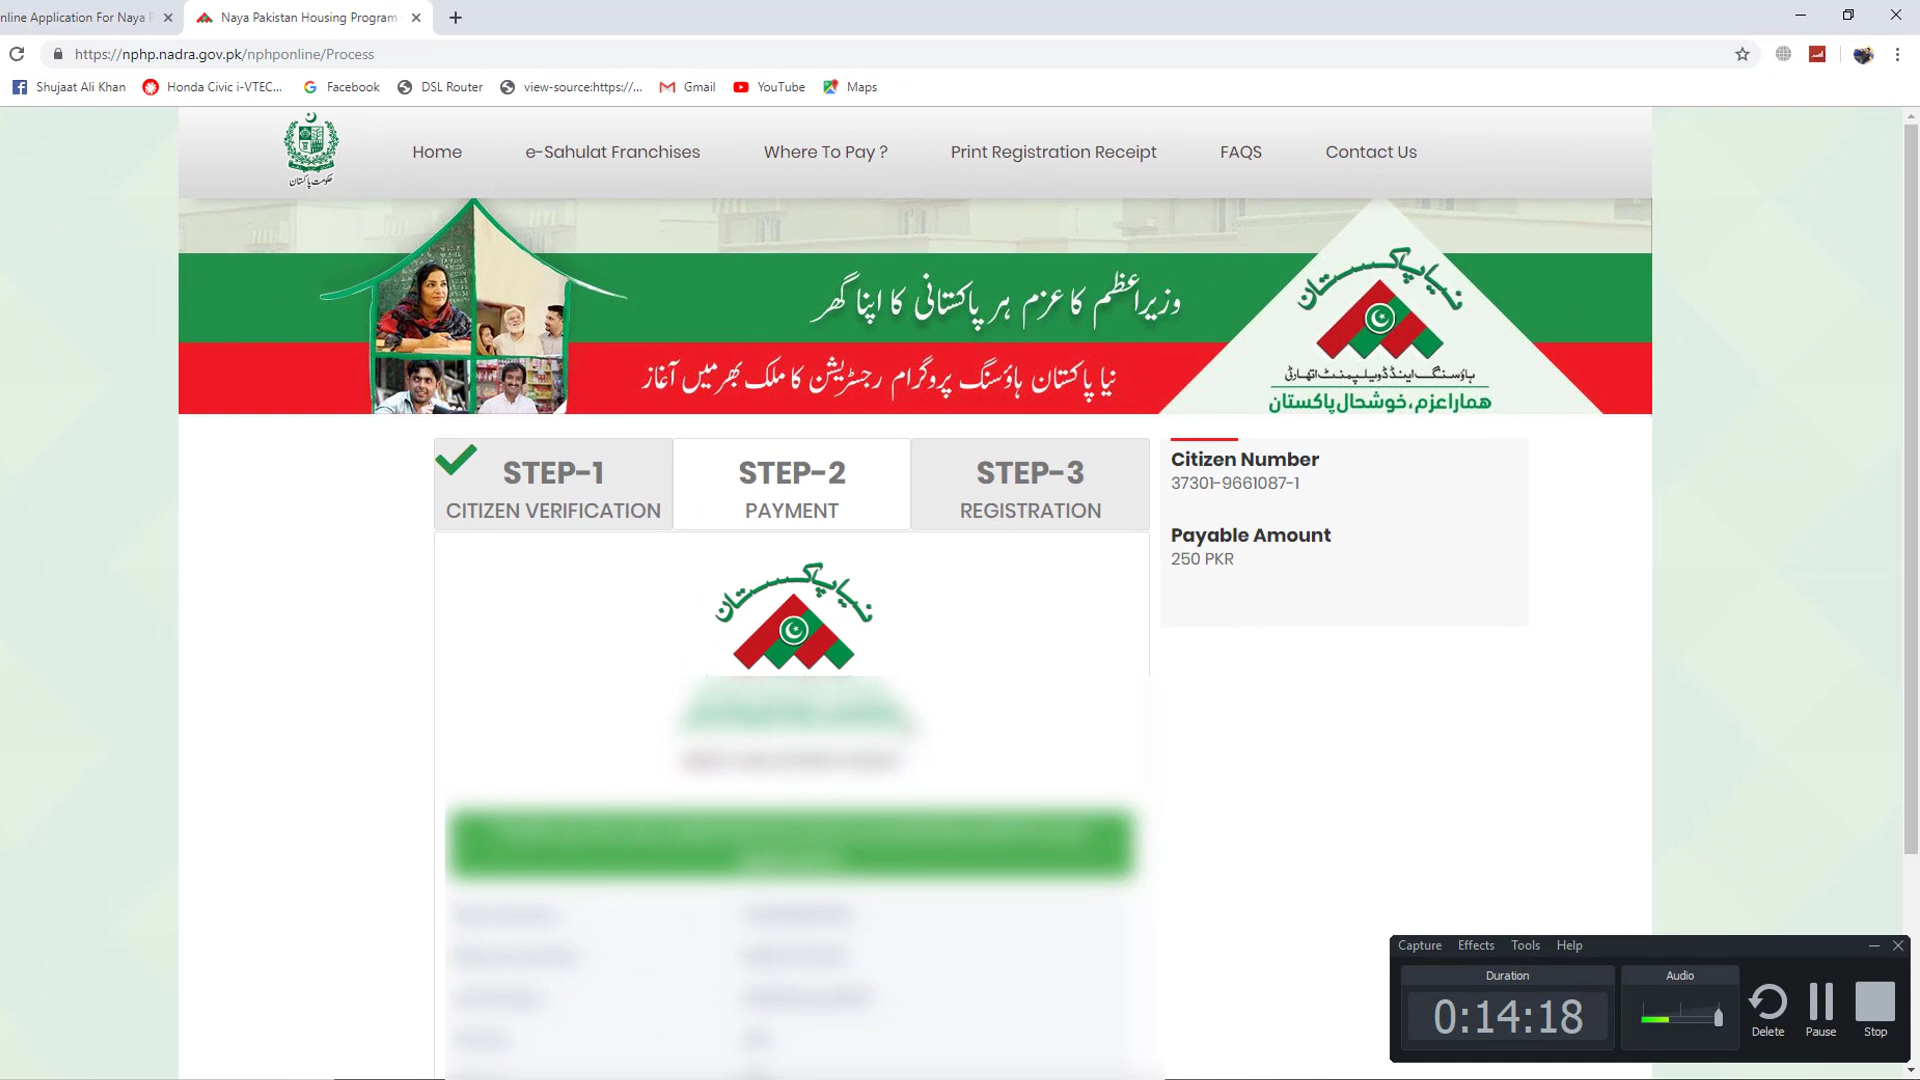 nline Application For Naya P
Naya Pakistan Housing Program
https://nphp.nadra.gov.pk/nphponline/Process
Shujaat Ali Khan
Honda Civic i-VTEC...
Facebook
DSL Router
view-source:https://...
Gmail
YouTube
Maps
حکومت پاکستان
Home
e-Sahulat Franchises
Where To Pay ?
Print Registration Receipt
FAQS
Contact Us
وزیراعظم کا عزم ہر پاکستانی کا اپنا گھر
نیا پاکستان ہاؤسنگ پروگرام رجسٹریشن کا ملک بھر میں آغاز
نیا پاکستان
ہاؤسنگ اینڈ ڈویلپمنٹ اتھارٹی
ہمارا عزم، خوشحال پاکستان
STEP-1
CITIZEN VERIFICATION
STEP-2
PAYMENT
STEP-3
REGISTRATION
Citizen Number
37301-9661087-1
Payable Amount
250 PKR
نیا پاکستان
Capture
Effects
Tools
Help
Duration
Audio
0:14:18
Delete
Pause
Stop